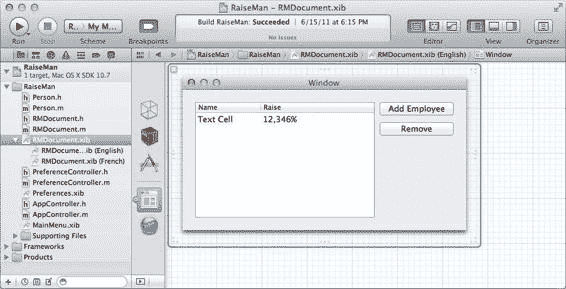 RaiseMan – RMDocument.xib
Run
Stop
My M...
Scheme
Breakpoints
Build RaiseMan: Succeeded | 6/15/11 at 6:15 PM
No Issues
Editor
View
Organizer
RaiseMan
RaiseMan
RMDocument.xib
RMDocument.xib (English)
Window
RaiseMan
1 target, Mac OS X SDK 10.7
RaiseMan
Person.h
Person.m
RMDocument.h
RMDocument.m
RMDocument.xib
RMDocume...ib (English)
RMDocument.xib (French)
PreferenceController.h
PreferenceController.m
Preferences.xib
AppController.h
AppController.m
MainMenu.xib
Supporting Files
Frameworks
Products
Window
Name Raise
Text Cell 12,346%
Add Employee
Remove